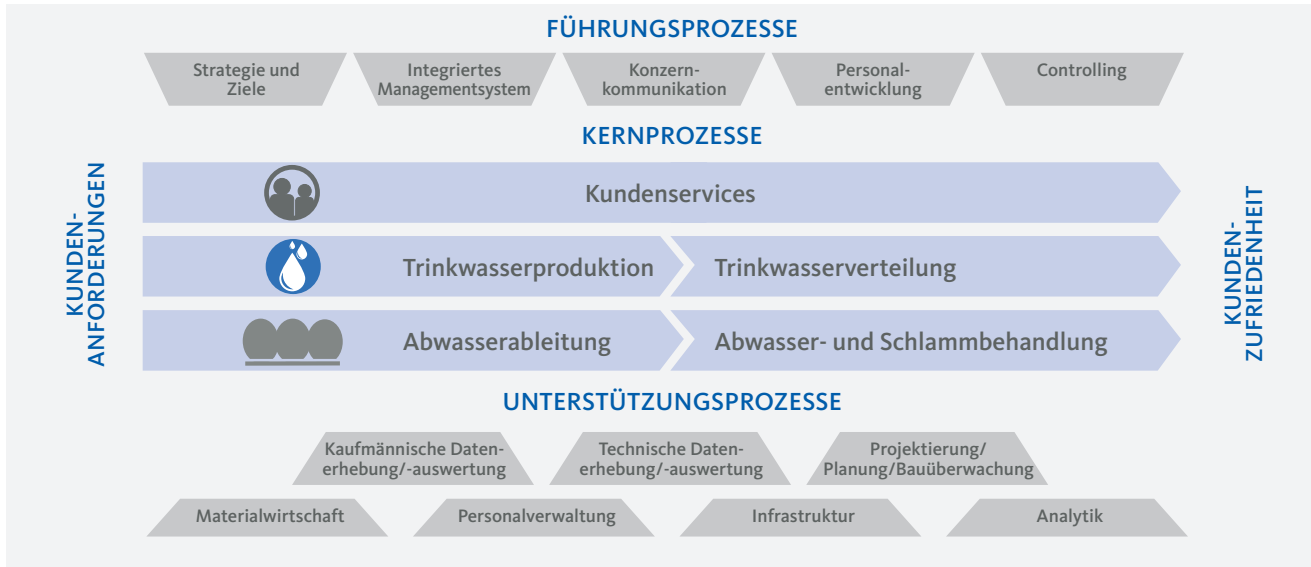 FÜHRUNGSPROZESSE
Strategie und
Ziele
Integriertes
Managementsystem
Konzern-
kommunikation
Personal-
entwicklung
Controlling
KERNPROZESSE
KUNDEN-
ANFORDERUNGEN
Kundenservices
Trinkwasserproduktion
Trinkwasserverteilung
Abwasserableitung
Abwasser- und Schlammbehandlung
KUNDEN-
ZUFRIEDENHEIT
UNTERSTÜTZUNGSPROZESSE
Kaufmännische Daten-
erhebung/-auswertung
Technische Daten-
erhebung/-auswertung
Projektierung/
Planung/Bauüberwachung
Materialwirtschaft
Personalverwaltung
Infrastruktur
Analytik